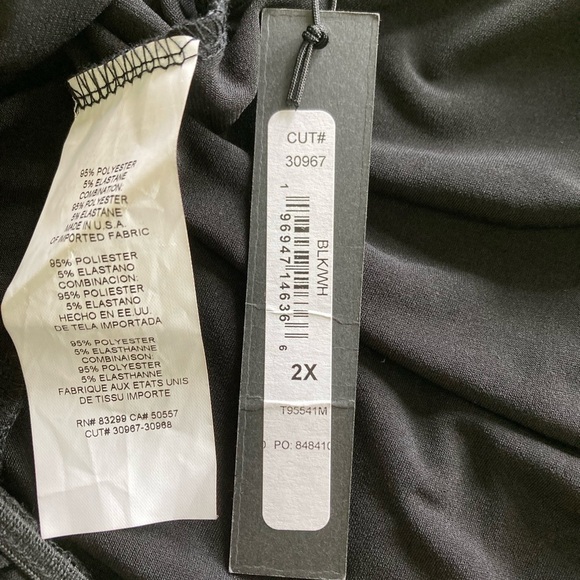 95% POLYESTER
5% ELASTANE
COMBINATION:
95% POLYESTER
5% ELASTANE
MADE IN U.S.A.
OF IMPORTED FABRIC
95% POLIESTER
5% ELASTANO
COMBINACION:
95% POLIESTER
5% ELASTANO
HECHO EN EE.UU.
DE TELA IMPORTADA
95% POLYESTER
5% ELASTHANNE
COMBINAISON:
95% POLYESTER
5% ELASTHANNE
FABRIQUE AUX ETATS UNIS
DE TISSU IMPORTE
RN# 83299 CA# 50557
CUT# 30967-30968
CUT#
30967
BLK/WH
1 96947 14636 6
2X
T95541M
PO: 848410